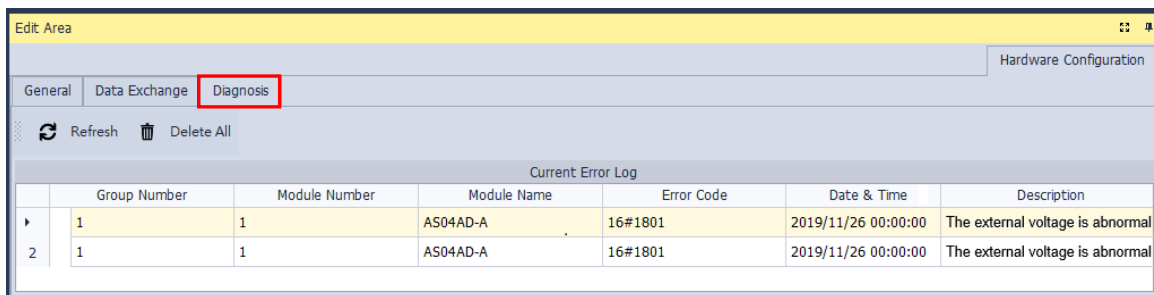 Edit Area
Hardware Configuration
General Data Exchange Diagnosis
Refresh Delete All
Current Error Log
Group Number Module Number Module Name Error Code Date & Time Description
1 1 AS04AD-A 16#1801 2019/11/26 00:00:00 The external voltage is abnormal
2 1 1 AS04AD-A 16#1801 2019/11/26 00:00:00 The external voltage is abnormal